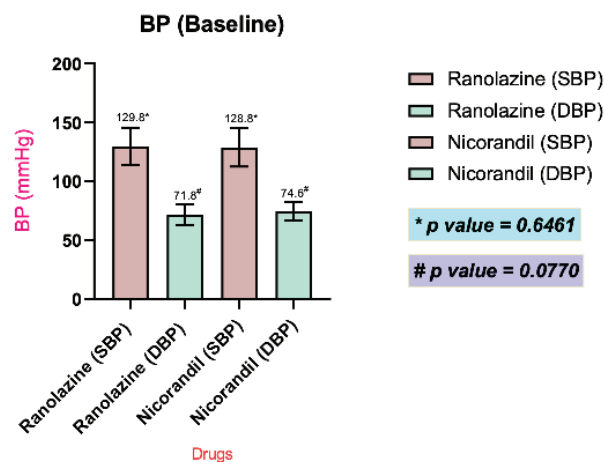 BP (Baseline)
BP (mmHg)
200
150
100
50
0
129.8*
71.8#
128.8*
74.6#
Ranolazine (SBP)
Ranolazine (DBP)
Nicorandil (SBP)
Nicorandil (DBP)
Drugs
Ranolazine (SBP)
Ranolazine (DBP)
Nicorandil (SBP)
Nicorandil (DBP)
* p value = 0.6461
# p value = 0.0770